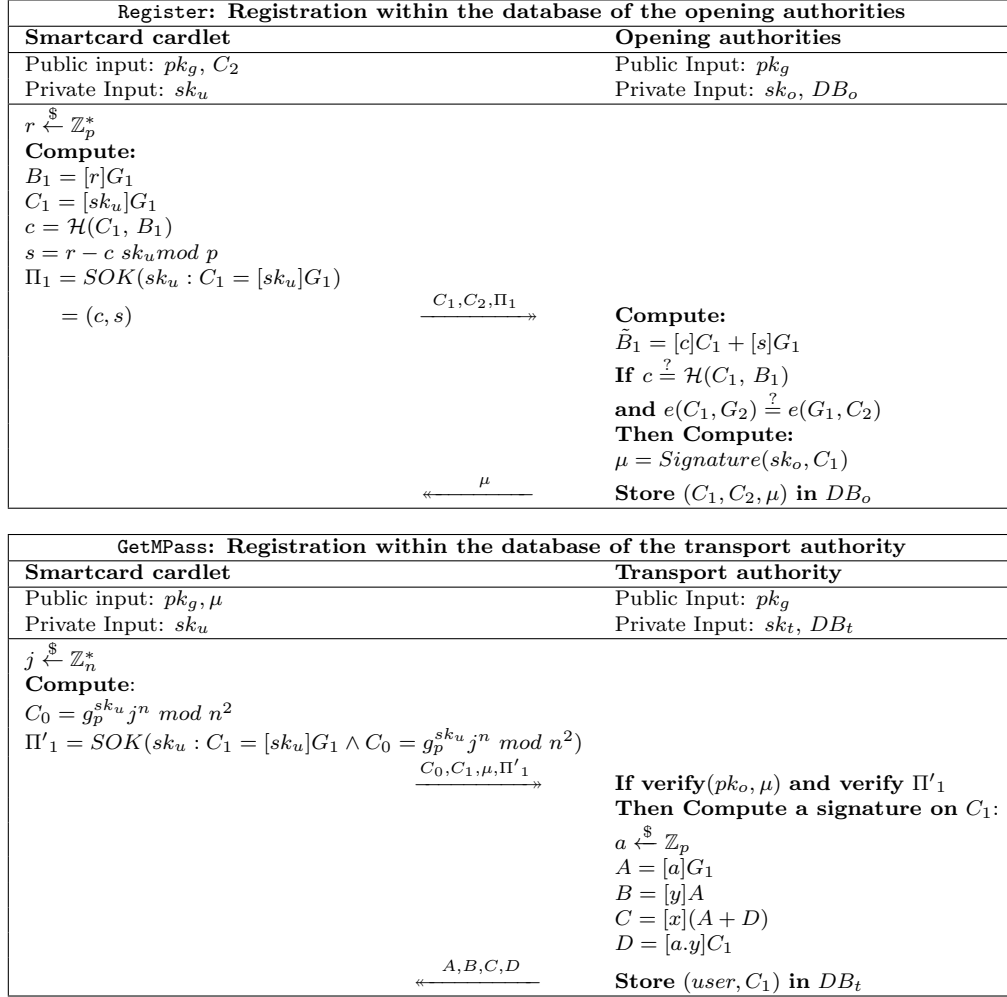 Register: Registration within the database of the opening authorities
Smartcard cardlet Opening authorities
Public input: pk_g, C_2 Public Input: pk_g
Private Input: sk_u Private Input: sk_o, DB_o
r $← ℤ*_p
Compute:
B_1 = [r]G_1
C_1 = [sk_u]G_1
c = ℋ(C_1, B_1)
s = r − c sk_u mod p
Π_1 = SOK(sk_u : C_1 = [sk_u]G_1)
= (c, s) C_1,C_2,Π_1 ↠ Compute:
B̃_1 = [c]C_1 + [s]G_1
If c ?= ℋ(C_1, B_1)
and e(C_1, G_2) ?= e(G_1, C_2)
Then Compute:
μ = Signature(sk_o, C_1)
μ ↞ Store (C_1, C_2, μ) in DB_o
GetMPass: Registration within the database of the transport authority
Smartcard cardlet Transport authority
Public input: pk_g, μ Public Input: pk_g
Private Input: sk_u Private Input: sk_t, DB_t
j $← ℤ*_n
Compute:
C_0 = g_p^{sk_u} j^n mod n^2
Π'_1 = SOK(sk_u : C_1 = [sk_u]G_1 ∧ C_0 = g_p^{sk_u} j^n mod n^2)
C_0,C_1,μ,Π'_1 ↠ If verify(pk_o, μ) and verify Π'_1
Then Compute a signature on C_1:
a $← ℤ_p
A = [a]G_1
B = [y]A
C = [x](A + D)
D = [a.y]C_1
A,B,C,D ↞ Store (user, C_1) in DB_t